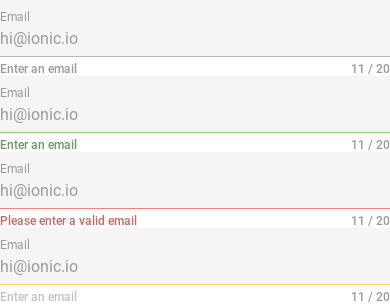 Email
hi@ionic.io
Enter an email 11 / 20
Email
hi@ionic.io
Enter an email 11 / 20
Email
hi@ionic.io
Please enter a valid email 11 / 20
Email
hi@ionic.io
Enter an email 11 / 20